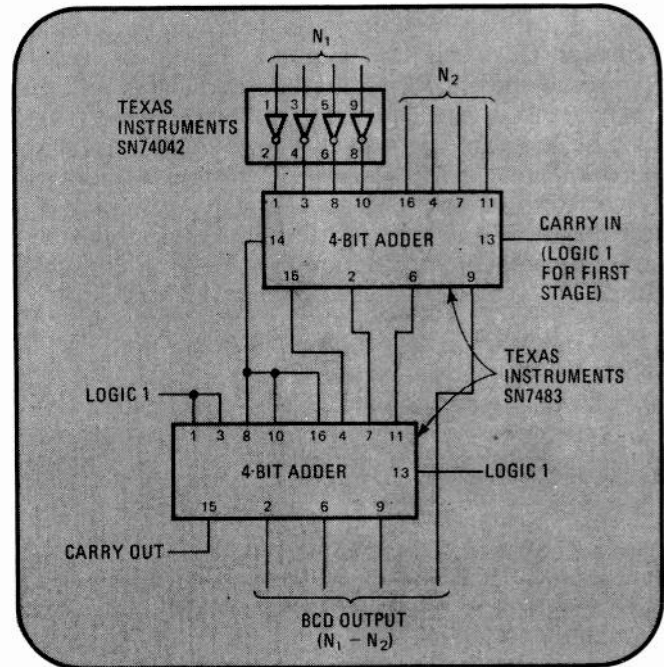 N₁
N₂
TEXAS
INSTRUMENTS
SN74042
1 3 5 9
2 4 6 8
1 3 8 10 16 4 7 11
14 4-BIT ADDER 13
15 2 6 9
CARRY IN
(LOGIC 1
FOR FIRST
STAGE)
TEXAS
INSTRUMENTS
SN7483
LOGIC 1
1 3 8 10 16 4 7 11
4-BIT ADDER 13
LOGIC 1
15 2 6 9
CARRY OUT
BCD OUTPUT
(N₁ − N₂)